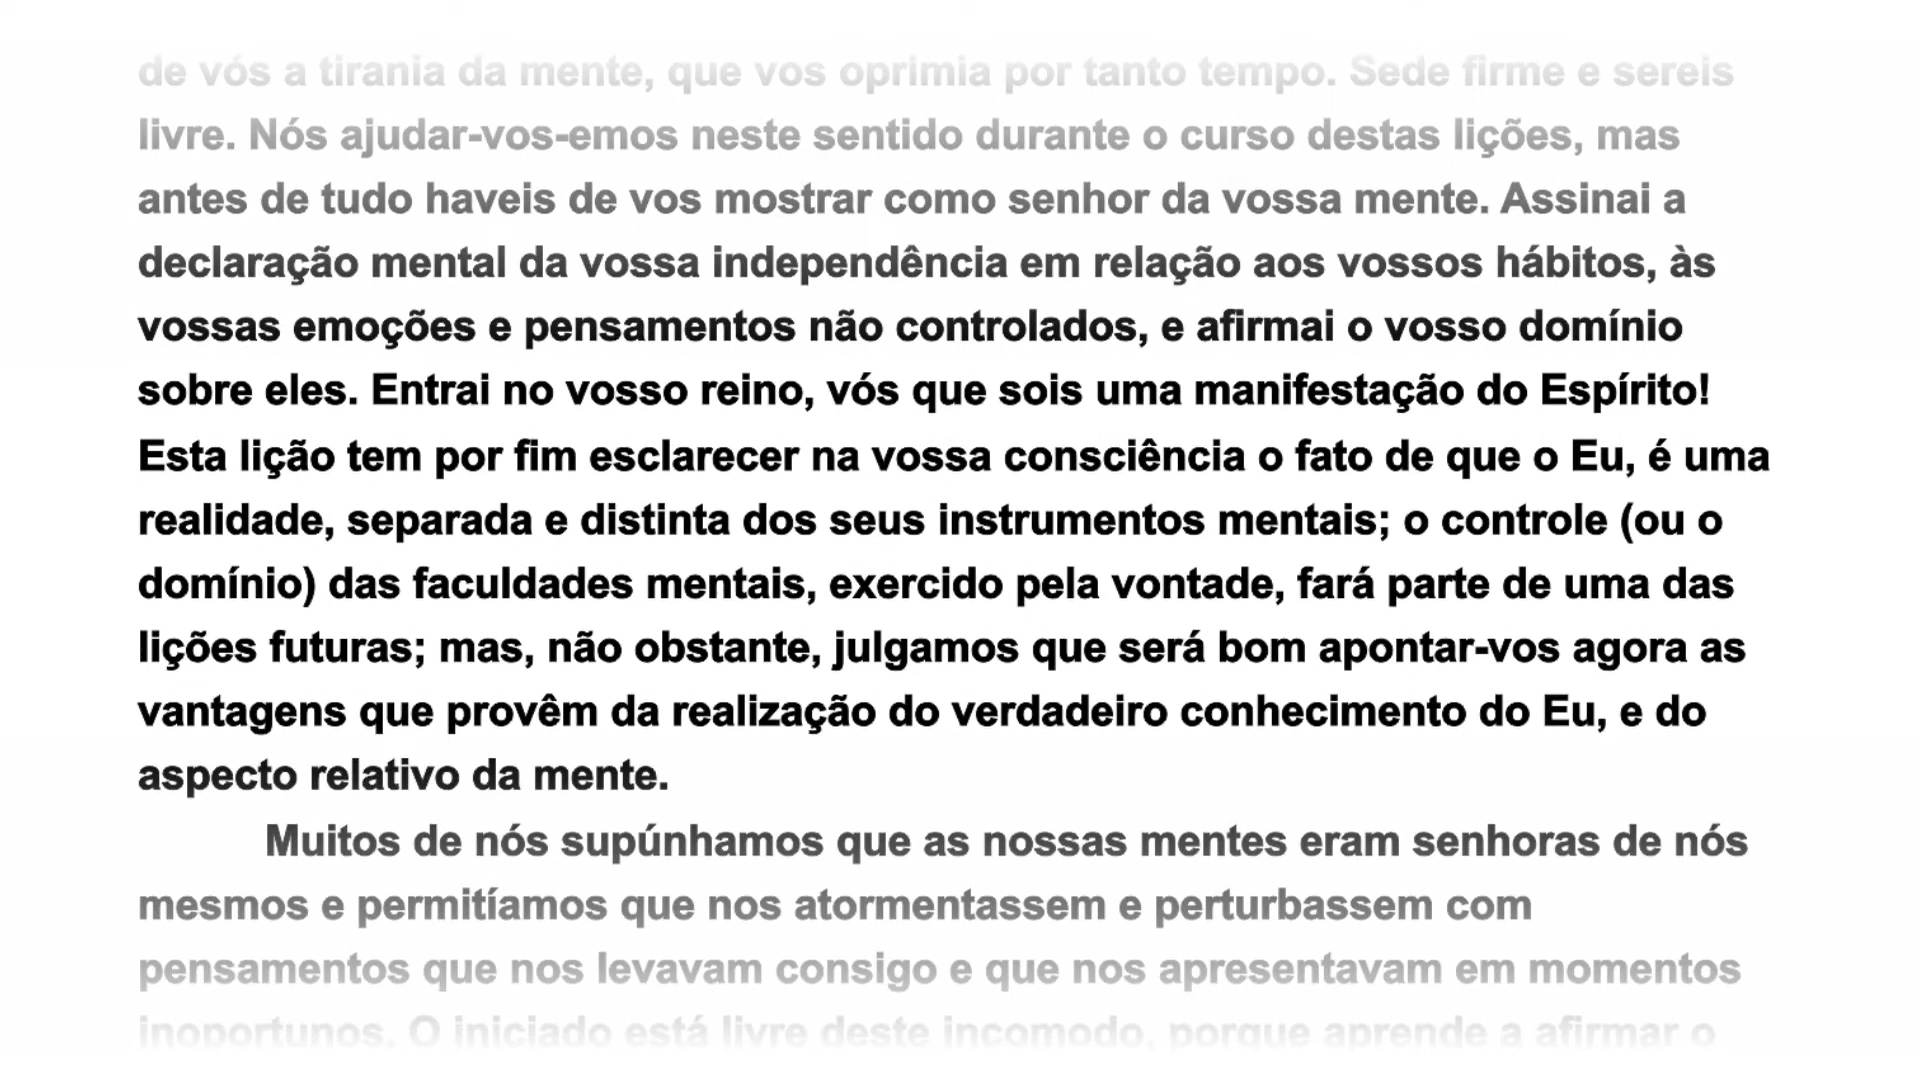 de vós a tirania da mente, que vos oprimia por tanto tempo. Sede firme e sereis
livre. Nós ajudar-vos-emos neste sentido durante o curso destas lições, mas
antes de tudo haveis de vos mostrar como senhor da vossa mente. Assinai a
declaração mental da vossa independência em relação aos vossos hábitos, às
vossas emoções e pensamentos não controlados, e afirmai o vosso domínio
sobre eles. Entrai no vosso reino, vós que sois uma manifestação do Espírito!
Esta lição tem por fim esclarecer na vossa consciência o fato de que o Eu, é uma
realidade, separada e distinta dos seus instrumentos mentais; o controle (ou o
domínio) das faculdades mentais, exercido pela vontade, fará parte de uma das
lições futuras; mas, não obstante, julgamos que será bom apontar-vos agora as
vantagens que provêm da realização do verdadeiro conhecimento do Eu, e do
aspecto relativo da mente.
Muitos de nós supúnhamos que as nossas mentes eram senhoras de nós
mesmos e permitíamos que nos atormentassem e perturbassem com
pensamentos que nos levavam consigo e que nos apresentavam em momentos
inoportunos. O iniciado está livre deste incomodo, porque aprende a afirmar o